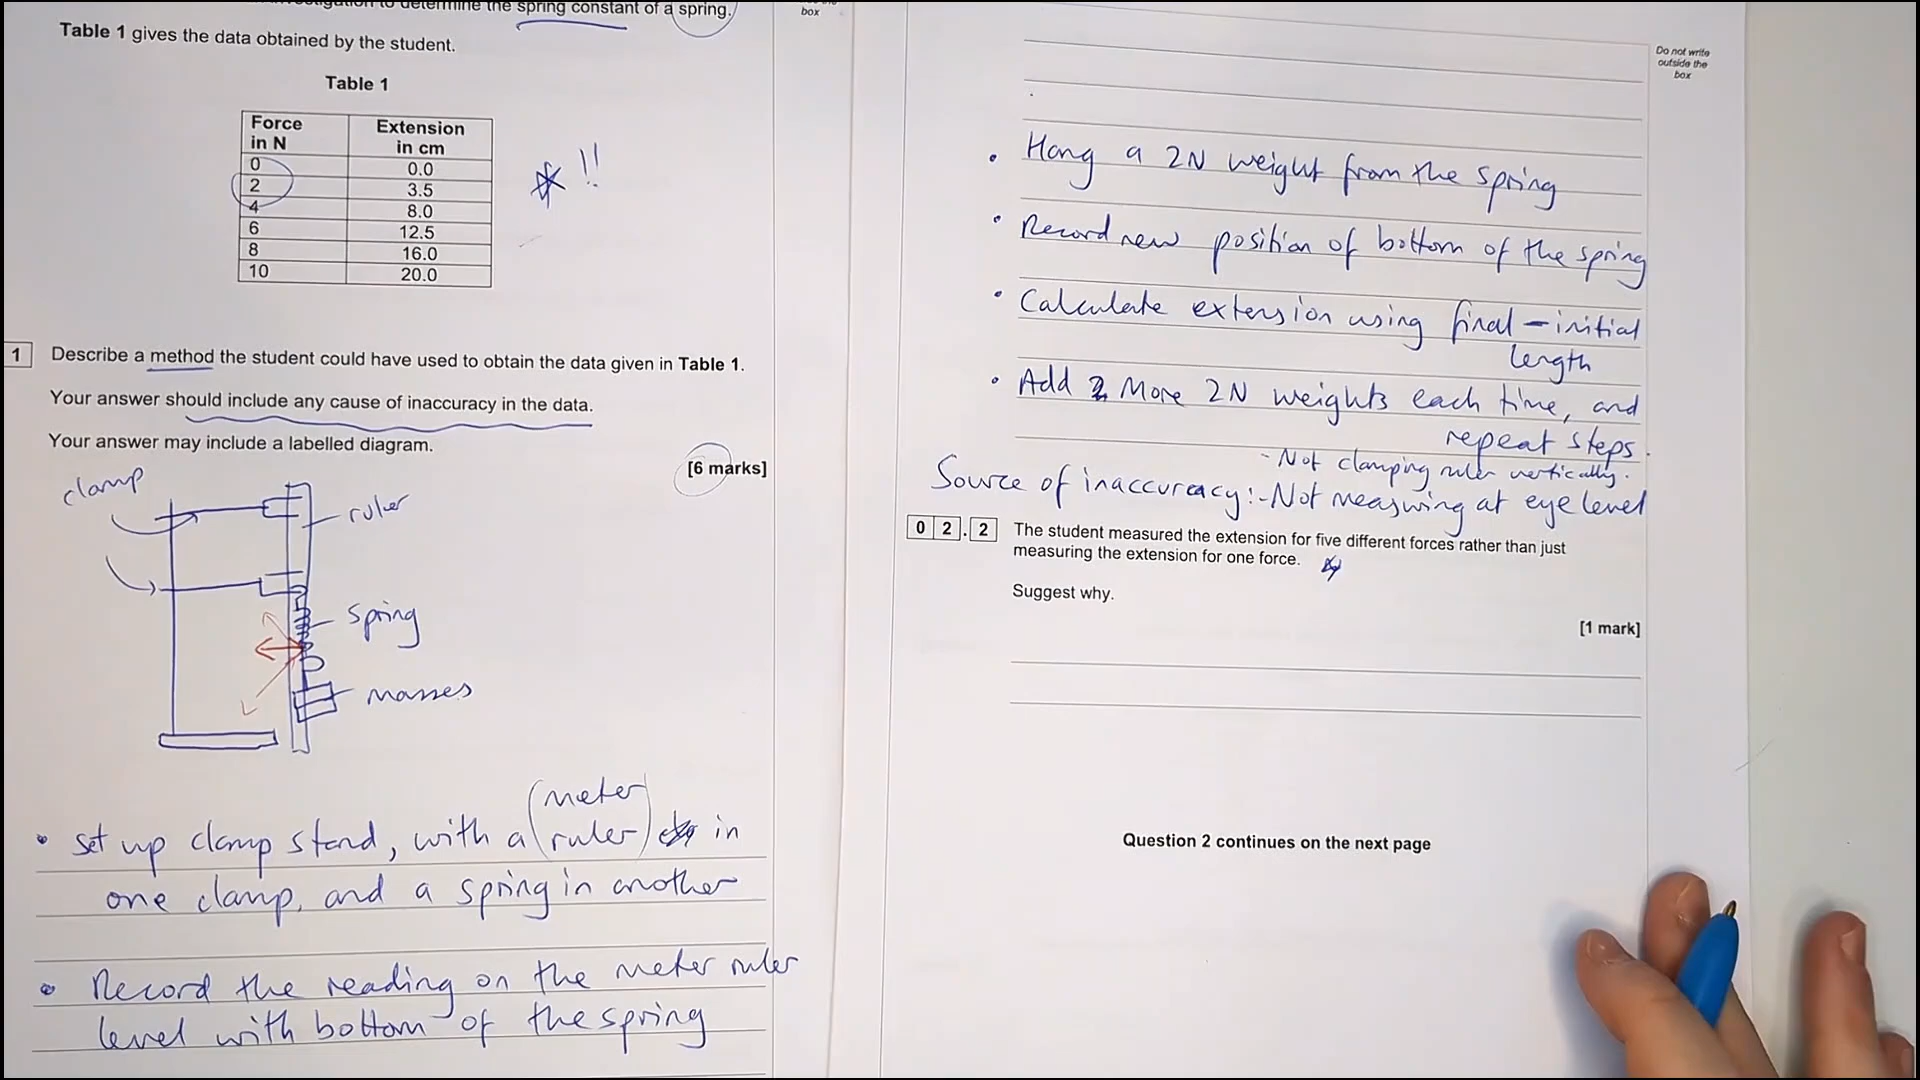 to determine the spring constant of a spring.
Table 1 gives the data obtained by the student.
Table 1
Force in N Extension in cm
0 0.0
2 3.5
4 8.0
6 12.5
8 16.0
10 20.0
* !!
1 Describe a method the student could have used to obtain the data given in Table 1.
Your answer should include any cause of inaccuracy in the data.
Your answer may include a labelled diagram.
[6 marks]
clamp
ruler
spring
masses
• set up clamp stand, with a (meter
ruler) in
one clamp, and a spring in another
• Record the reading on the meter ruler
level with bottom of the spring
box
Do not write
outside the
box
• Hang a 2N weight from the spring
• Record new position of bottom of the spring
• Calculate extension using final - initial
length
• Add More 2N weights each time, and
repeat steps.
- Not clamping ruler vertically.
Source of inaccuracy:- Not measuring at eye level
0 2 . 2 The student measured the extension for five different forces rather than just
measuring the extension for one force.
Suggest why.
[1 mark]
Question 2 continues on the next page